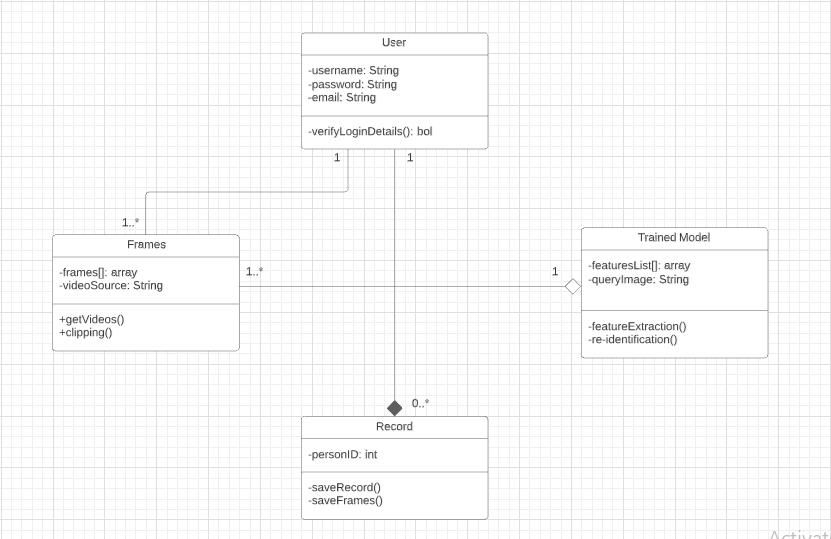 User
-username: String
-password: String
-email: String
-verifyLoginDetails(): bol
1
1
1..*
Frames
-frames[]: array
-videoSource: String
+getVideos()
+clipping()
1..*
1
Trained Model
-featuresList[]: array
-queryImage: String
-featureExtraction()
-re-identification()
0..*
Record
-personID: int
-saveRecord()
-saveFrames()